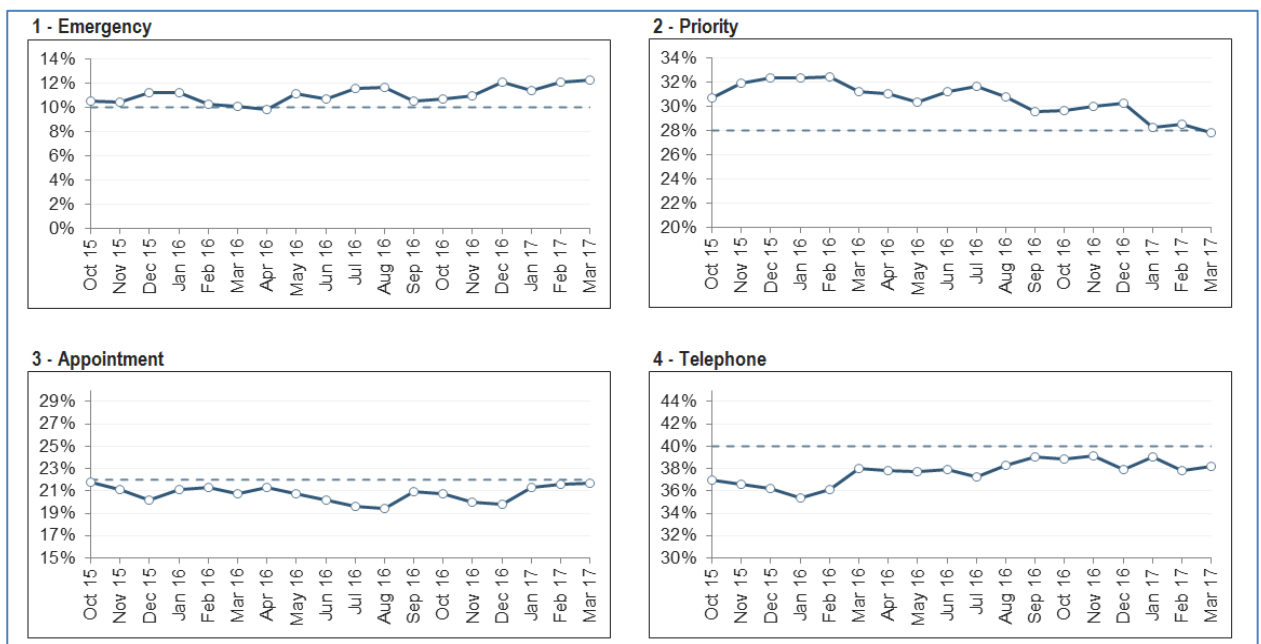 1 - Emergency
14%
12%
10%
8%
6%
4%
2%
0%
Oct 15
Nov 15
Dec 15
Jan 16
Feb 16
Mar 16
Apr 16
May 16
Jun 16
Jul 16
Aug 16
Sep 16
Oct 16
Nov 16
Dec 16
Jan 17
Feb 17
Mar 17
2 - Priority
34%
32%
30%
28%
26%
24%
22%
20%
Oct 15
Nov 15
Dec 15
Jan 16
Feb 16
Mar 16
Apr 16
May 16
Jun 16
Jul 16
Aug 16
Sep 16
Oct 16
Nov 16
Dec 16
Jan 17
Feb 17
Mar 17
3 - Appointment
29%
27%
25%
23%
21%
19%
17%
15%
Oct 15
Nov 15
Dec 15
Jan 16
Feb 16
Mar 16
Apr 16
May 16
Jun 16
Jul 16
Aug 16
Sep 16
Oct 16
Nov 16
Dec 16
Jan 17
Feb 17
Mar 17
4 - Telephone
44%
42%
40%
38%
36%
34%
32%
30%
Oct 15
Nov 15
Dec 15
Jan 16
Feb 16
Mar 16
Apr 16
May 16
Jun 16
Jul 16
Aug 16
Sep 16
Oct 16
Nov 16
Dec 16
Jan 17
Feb 17
Mar 17